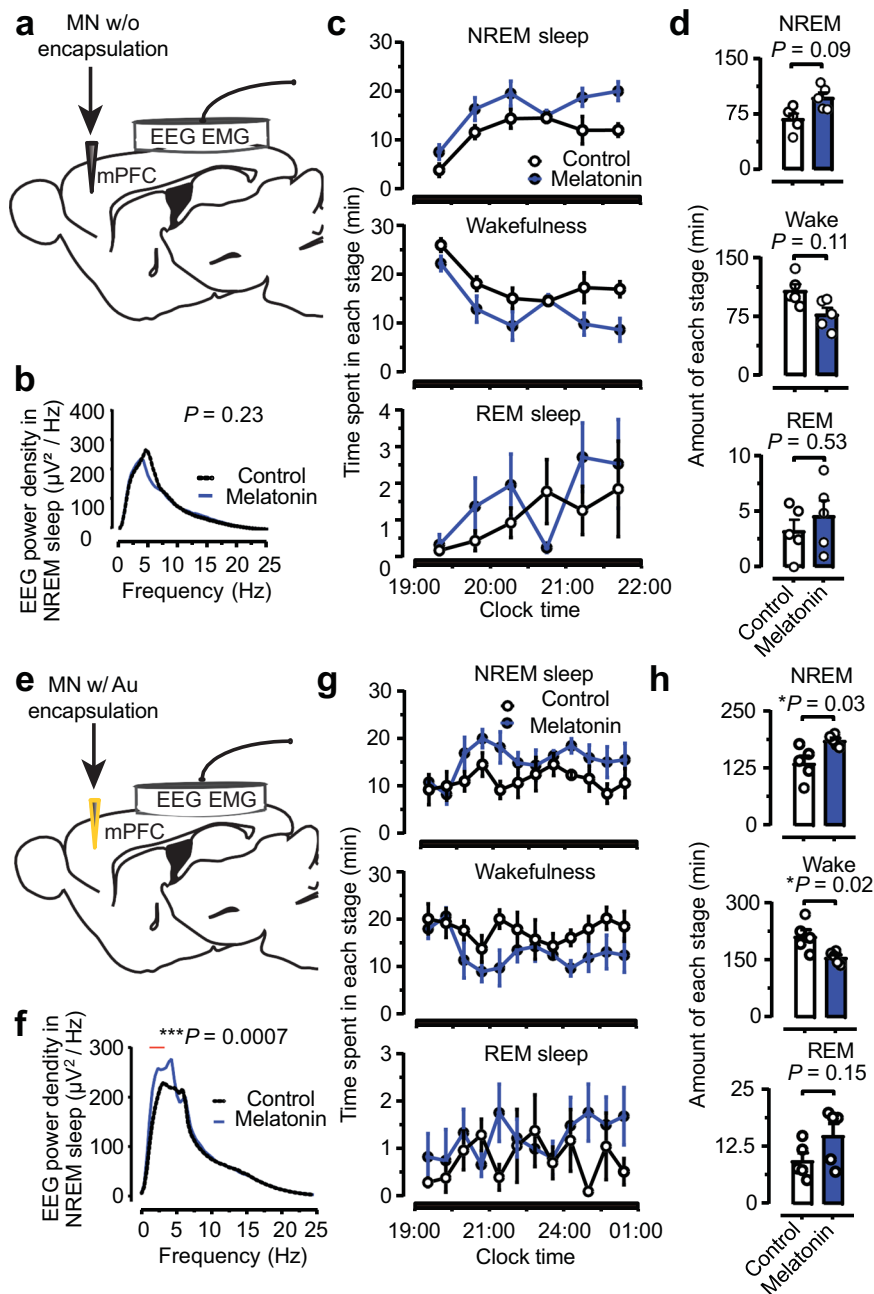 a
MN w/o
encapsulation
EEG EMG
mPFC
b
EEG power density in
NREM sleep (µV² / Hz)
400
300
200
100
0
P = 0.23
Control
Melatonin
0 5 10 15 20 25
Frequency (Hz)
c
Time spent in each stage (min)
NREM sleep
30
20
10
0
Control
Melatonin
Wakefulness
30
20
10
0
REM sleep
4
3
2
1
0
19:00 20:00 21:00 22:00
Clock time
d
Amount of each stage (min)
NREM
P = 0.09
150
75
0
Wake
P = 0.11
150
75
0
REM
P = 0.53
10
5
0
Control
Melatonin
e
MN w/ Au
encapsulation
EEG EMG
mPFC
f
EEG power dendity in
NREM sleep (µV² / Hz)
300
200
100
0
***P = 0.0007
Control
Melatonin
0 5 10 15 20 25
Frequency (Hz)
g
Time spent in each stage (min)
NREM sleep
30
20
10
0
Control
Melatonin
Wakefulness
30
20
10
0
REM sleep
3
2
1
0
19:00 21:00 24:00 01:00
Clock time
h
Amount of each stage (min)
NREM
*P = 0.03
250
125
0
Wake
*P = 0.02
300
150
0
REM
P = 0.15
25
12.5
0
Control
Melatonin